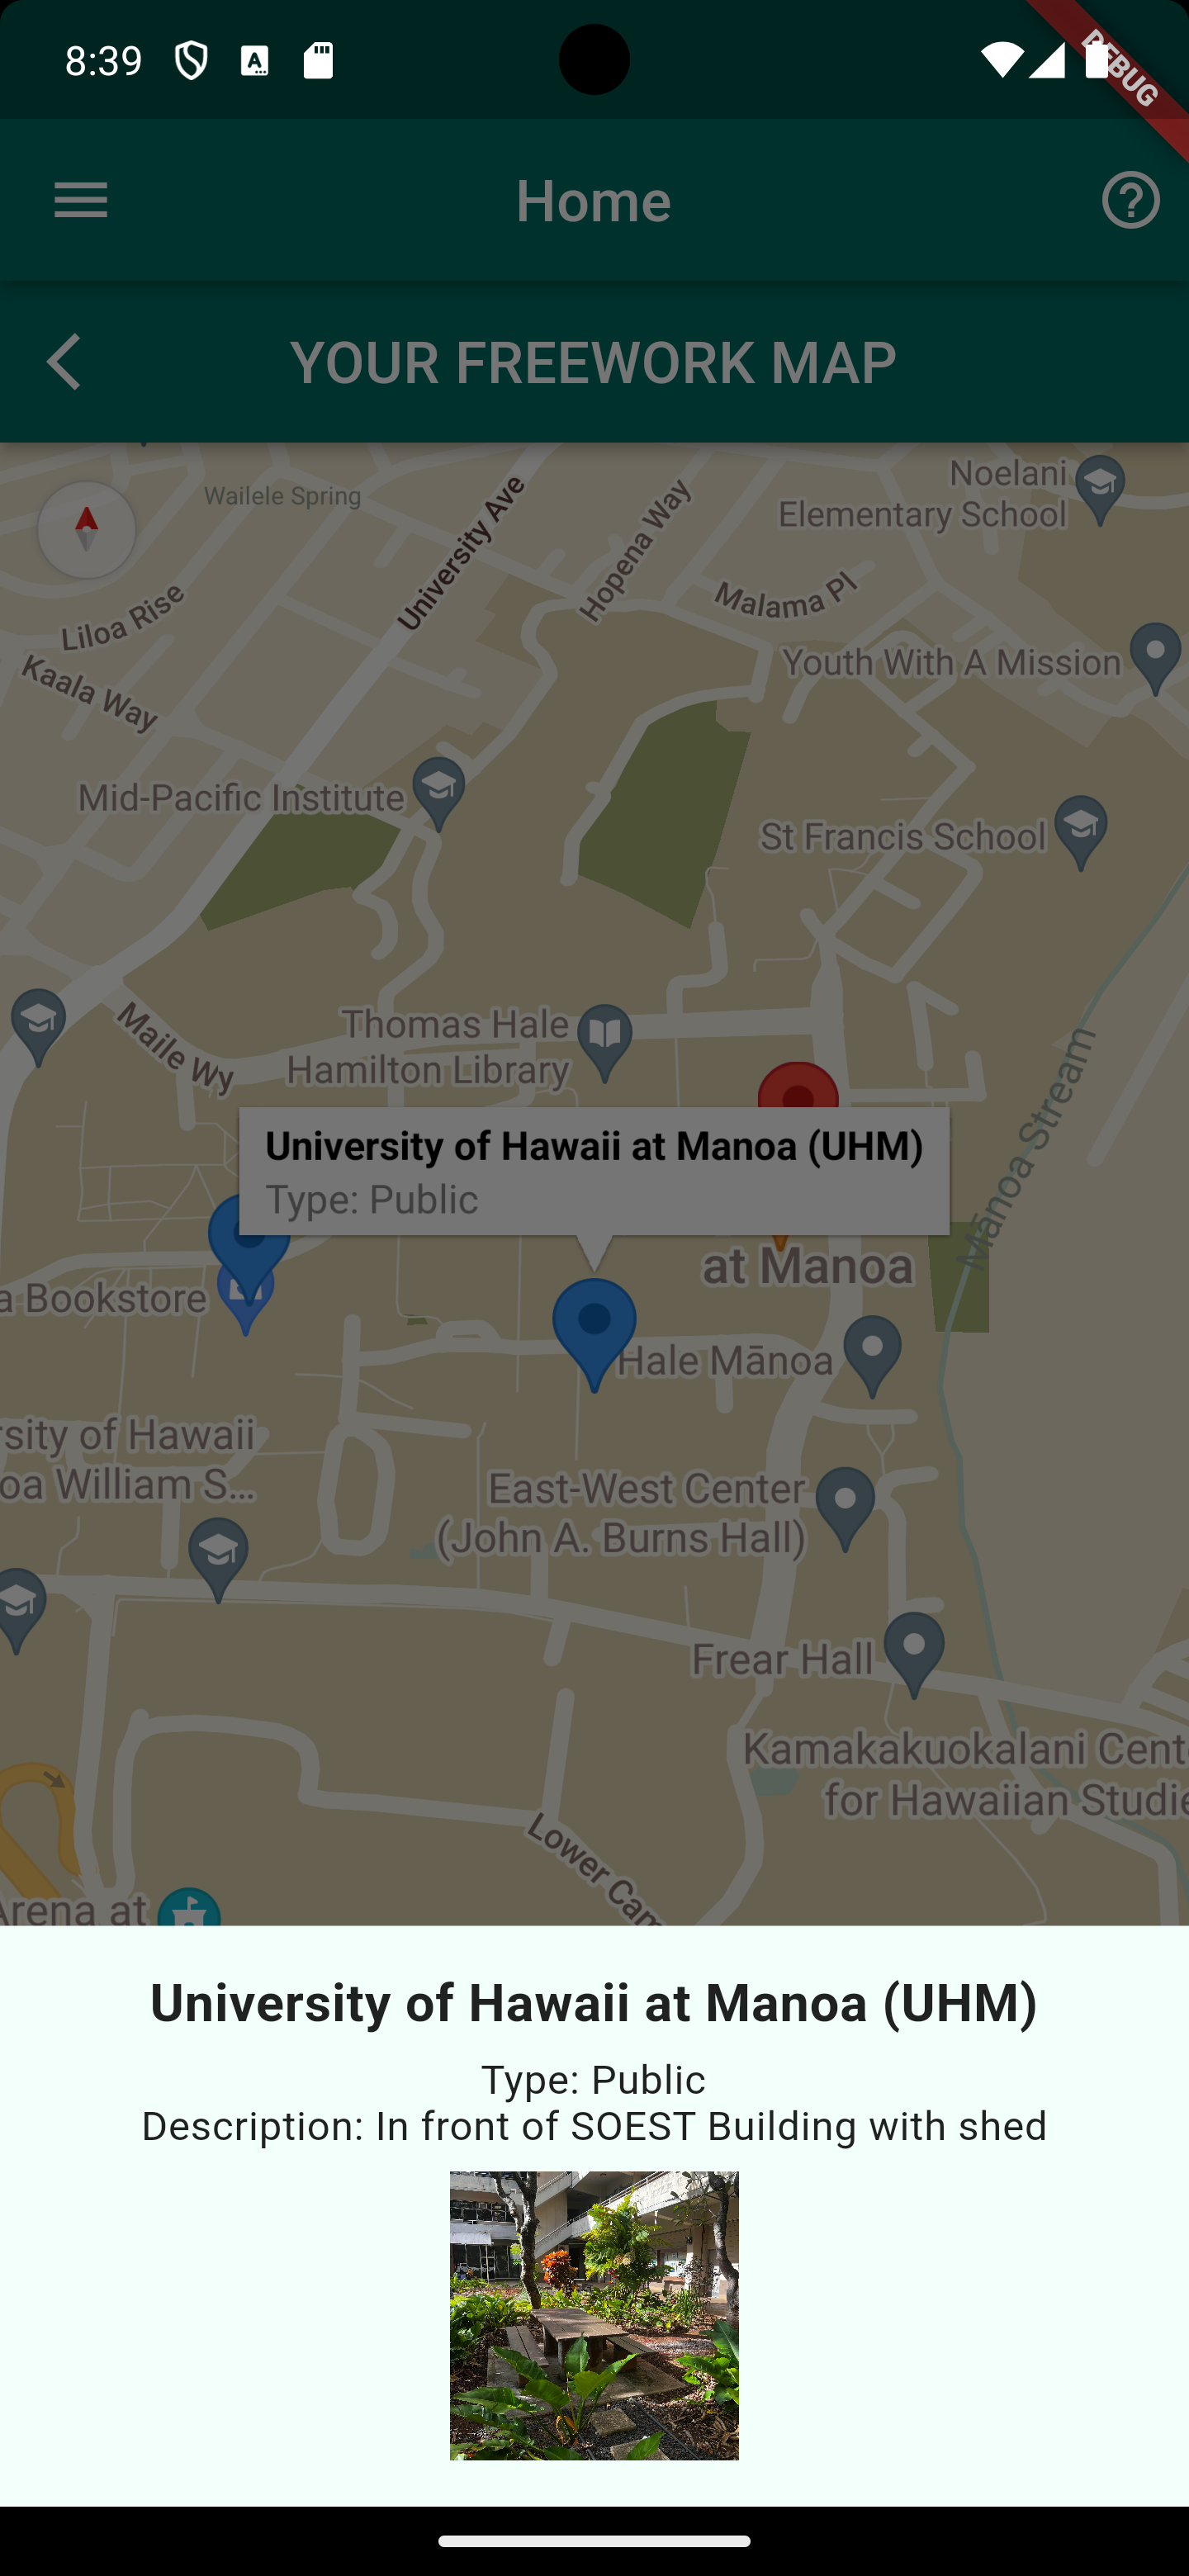 8:39
DEBUG
Home
YOUR FREEWORK MAP
Wailele Spring
University Ave
Hopena Way
Noelani
Elementary School
Malama Pl
Liloa Rise
Kaala Way
Youth With A Mission
Mid-Pacific Institute
St Francis School
Maile Wy
Thomas Hale
Hamilton Library
Mānoa Stream
University of Hawaii at Manoa (UHM)
Type: Public
at Manoa
a Bookstore
Hale Mānoa
rsity of Hawaii
oa William S...
East-West Center
(John A. Burns Hall)
Frear Hall
Kamakakuokalani Cent
for Hawaiian Studie
Lower Cam
Arena at
University of Hawaii at Manoa (UHM)
Type: Public
Description: In front of SOEST Building with shed